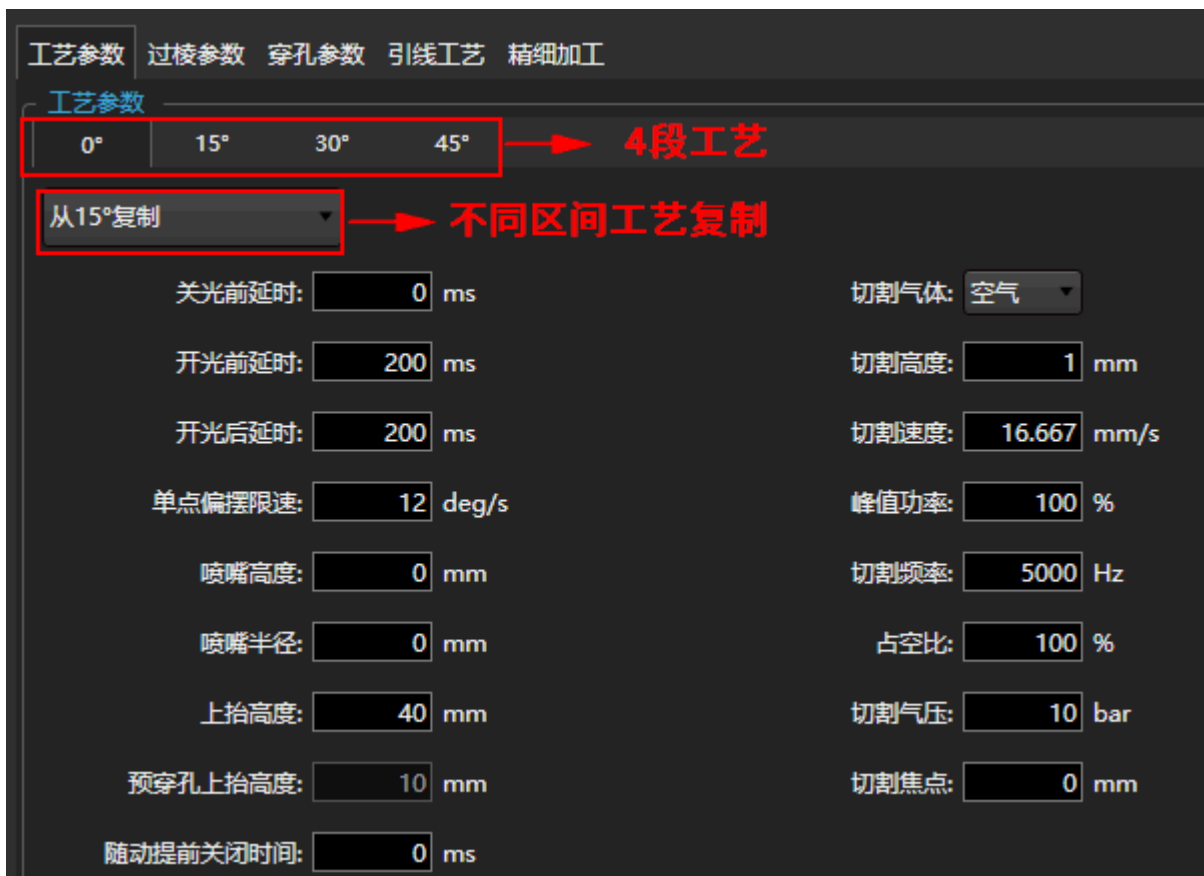 工艺参数 过棱参数 穿孔参数 引线工艺 精细加工
工艺参数
0° 15° 30° 45° 4段工艺
从15°复制 不同区间工艺复制
关光前延时: 0 ms 切割气体: 空气
开光前延时: 200 ms 切割高度: 1 mm
开光后延时: 200 ms 切割速度: 16.667 mm/s
单点偏摆限速: 12 deg/s 峰值功率: 100 %
喷嘴高度: 0 mm 切割频率: 5000 Hz
喷嘴半径: 0 mm 占空比: 100 %
上抬高度: 40 mm 切割气压: 10 bar
预穿孔上抬高度: 10 mm 切割焦点: 0 mm
随动提前关闭时间: 0 ms